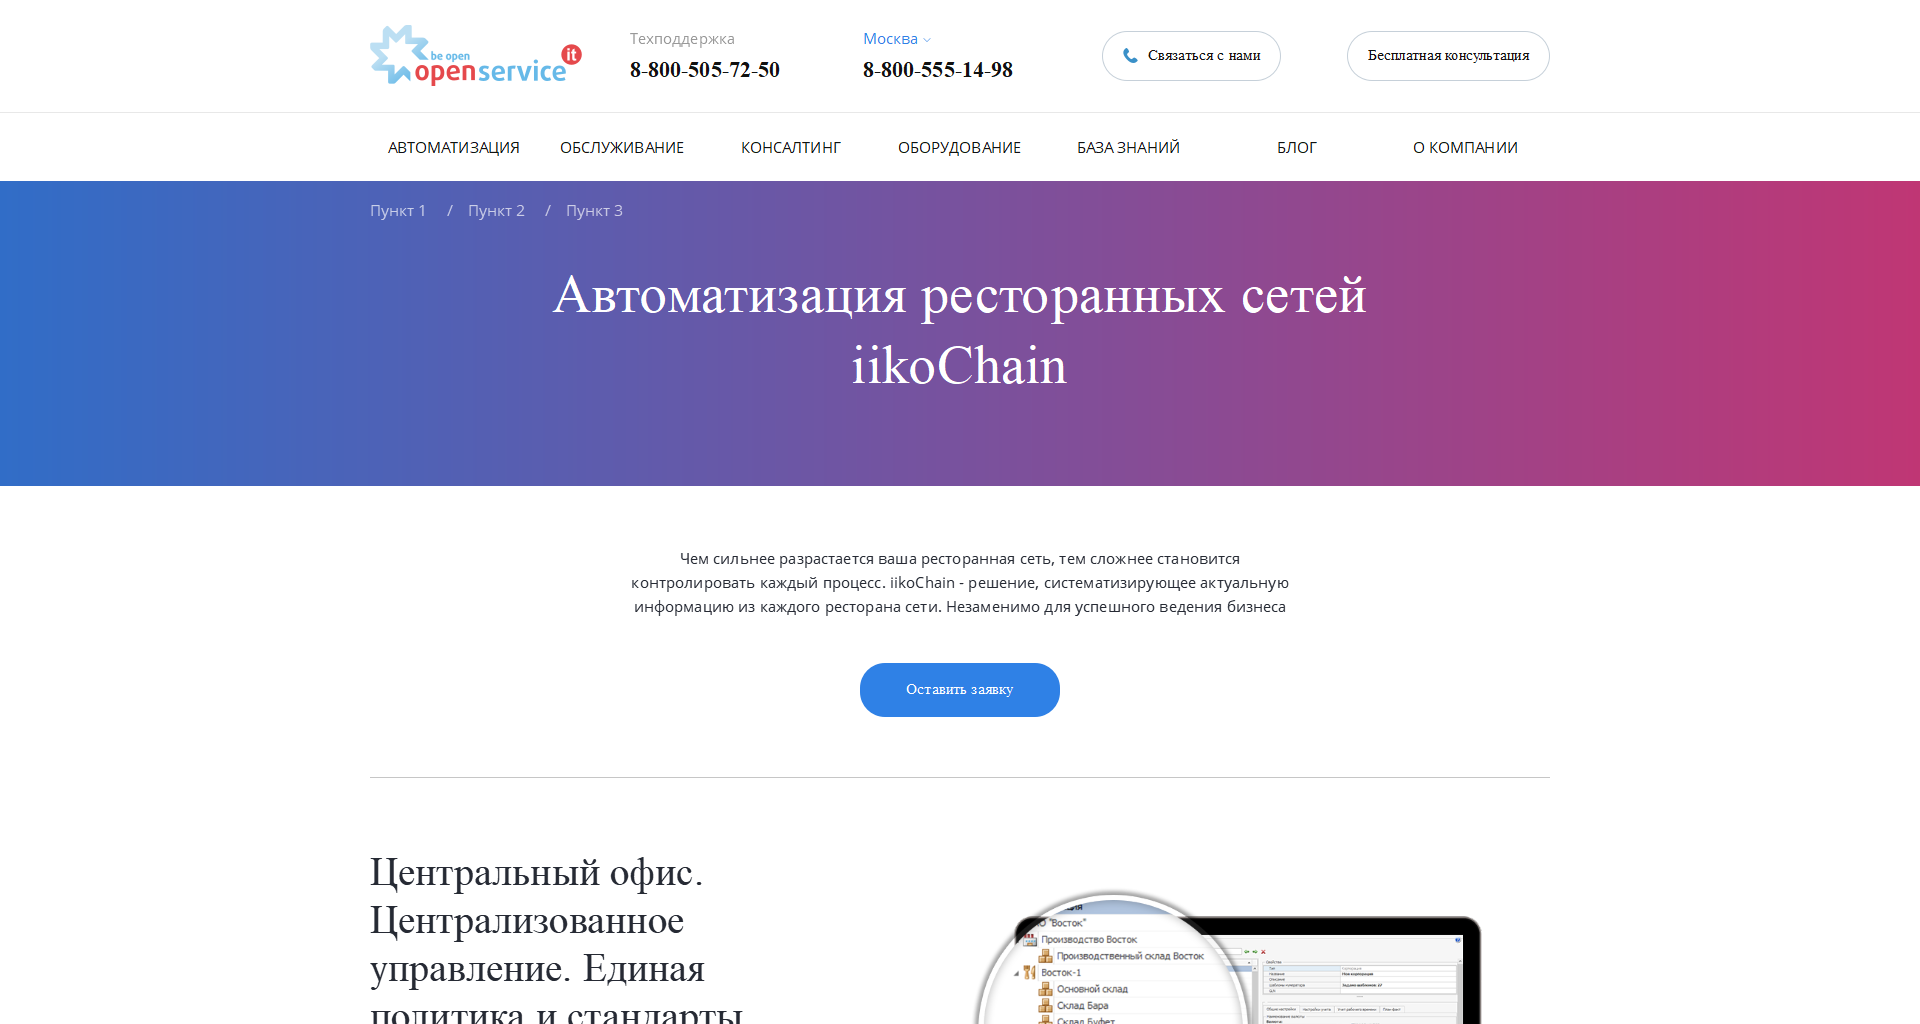 be open
openservice it
Техподдержка
8-800-505-72-50
Москва
8-800-555-14-98
Связаться с нами
Бесплатная консультация
АВТОМАТИЗАЦИЯ ОБСЛУЖИВАНИЕ КОНСАЛТИНГ ОБОРУДОВАНИЕ БАЗА ЗНАНИЙ БЛОГ О КОМПАНИИ
Пункт 1 / Пункт 2 / Пункт 3
Автоматизация ресторанных сетей
iikoChain
Чем сильнее разрастается ваша ресторанная сеть, тем сложнее становится
контролировать каждый процесс. iikoChain - решение, систематизирующее актуальную
информацию из каждого ресторана сети. Незаменимо для успешного ведения бизнеса
Оставить заявку
Центральный офис.
Централизованное
управление. Единая
политика и стандарты
"Восток"
Производство Восток
Производственный склад Восток
Восток-1
Основной склад
Склад Бара
Склад Буфет